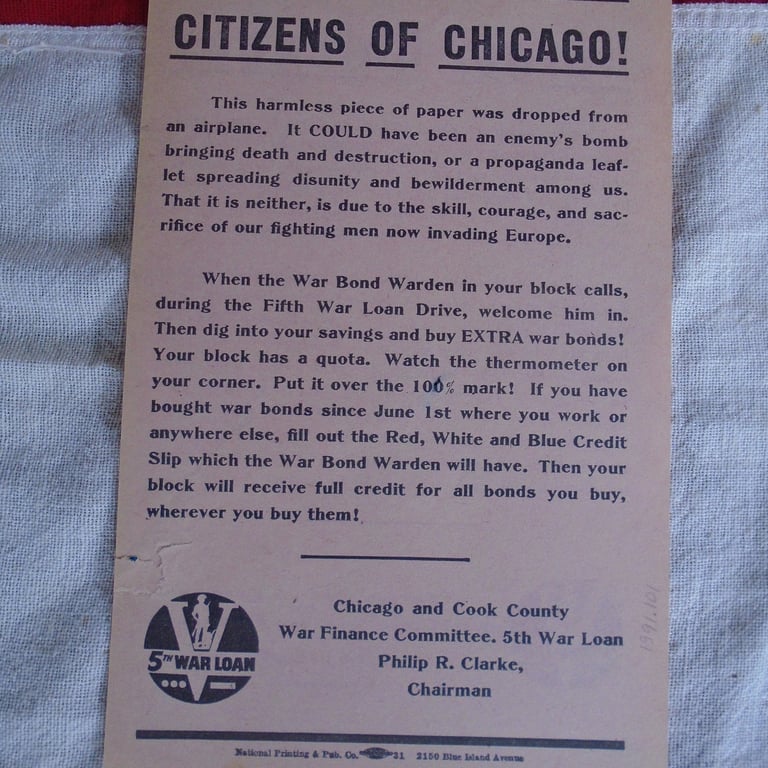 CITIZENS OF CHICAGO!
This harmless piece of paper was dropped from
an airplane. It COULD have been an enemy's bomb
bringing death and destruction, or a propaganda leaf-
let spreading disunity and bewilderment among us.
That it is neither, is due to the skill, courage, and sac-
rifice of our fighting men now invading Europe.
When the War Bond Warden in your block calls,
during the Fifth War Loan Drive, welcome him in.
Then dig into your savings and buy EXTRA war bonds!
Your block has a quota. Watch the thermometer on
your corner. Put it over the 100% mark! If you have
bought war bonds since June 1st where you work or
anywhere else, fill out the Red, White and Blue Credit
Slip which the War Bond Warden will have. Then your
block will receive full credit for all bonds you buy,
wherever you buy them!
V
5TH WAR LOAN
Chicago and Cook County
War Finance Committee. 5th War Loan
Philip R. Clarke,
Chairman
1991.101
National Printing & Pub. Co. 31 2150 Blue Island Avenue